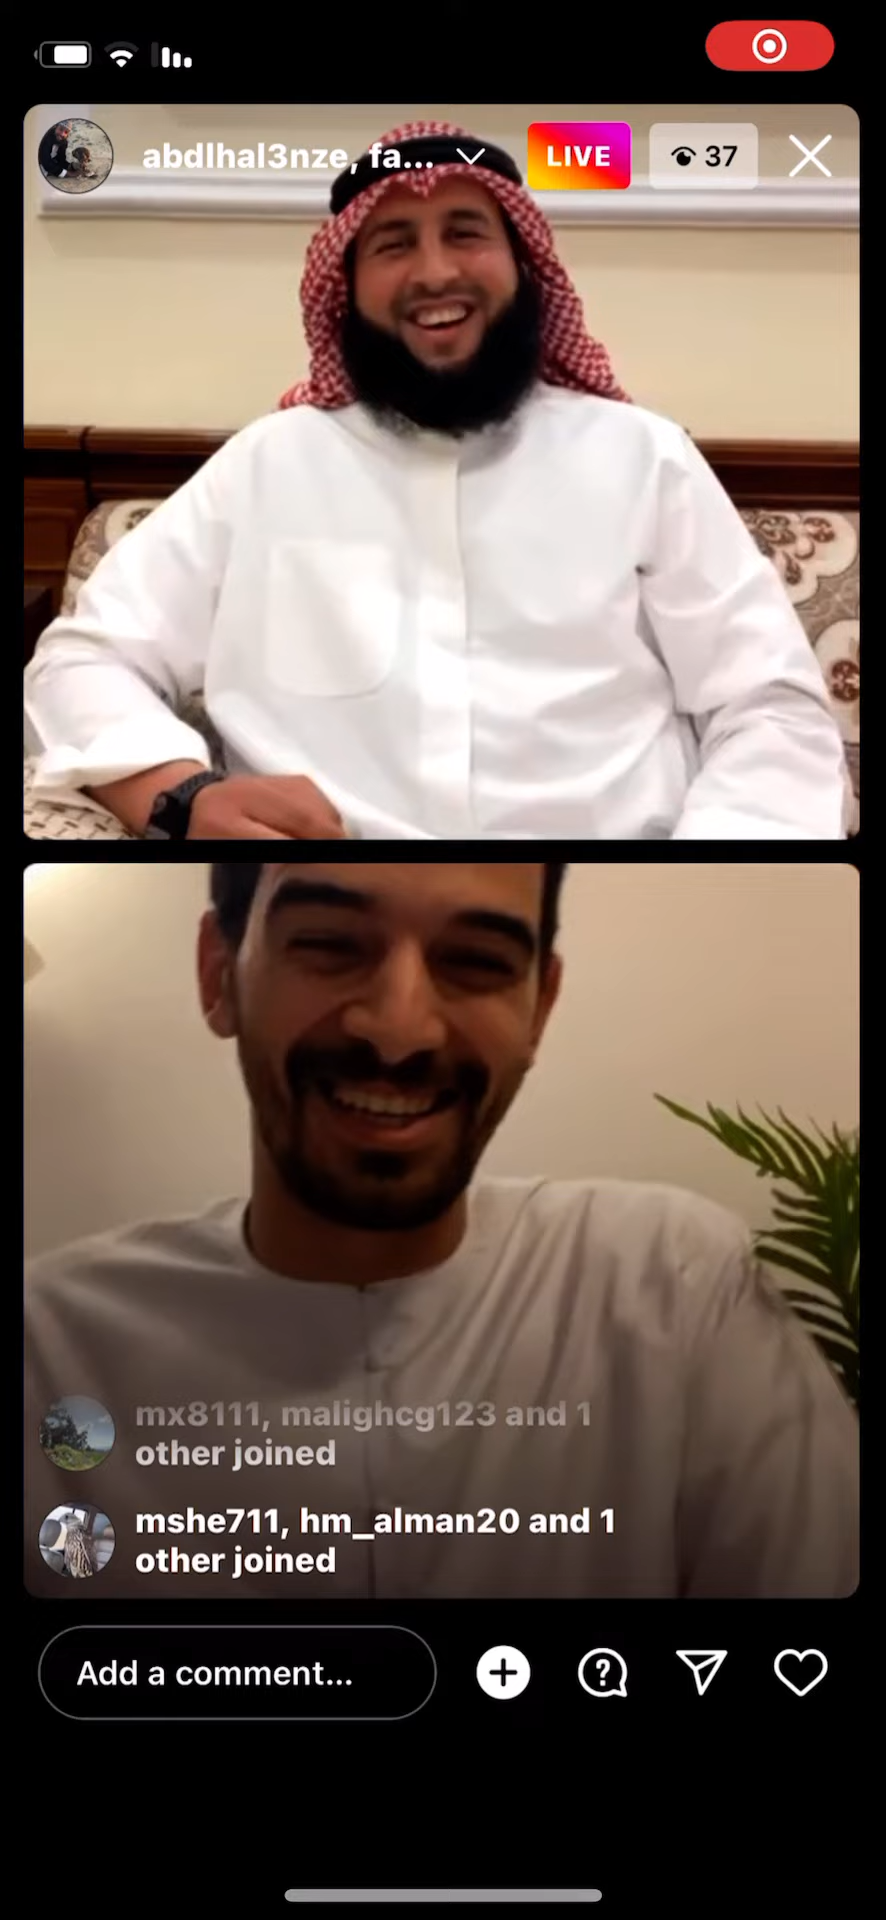 abdlhal3nze, fa...
LIVE
37
mx8111, malighcg123 and 1
other joined
mshe711, hm_alman20 and 1
other joined
Add a comment...